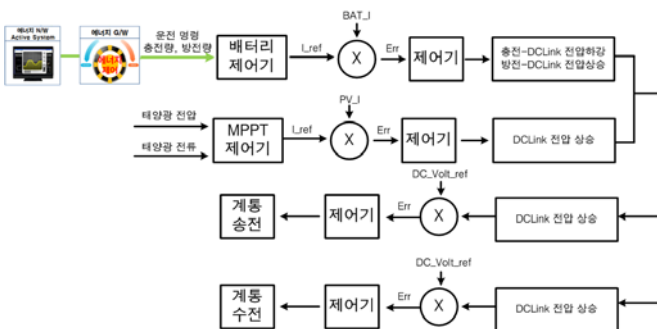 에너지 N/W
Active System
에너지 G/W
에너지
제어
운전 명령
충전량, 방전량
배터리
제어기
I_ref
BAT_I
X
Err
제어기
충전-DCLink 전압하강
방전-DCLink 전압상승
태양광 전압
태양광 전류
MPPT
제어기
I_ref
PV_I
X
Err
제어기
DCLink 전압 상승
계통
송전
제어기
Err
DC_Volt_ref
X
DCLink 전압 상승
계통
수전
제어기
Err
DC_Volt_ref
X
DCLink 전압 상승